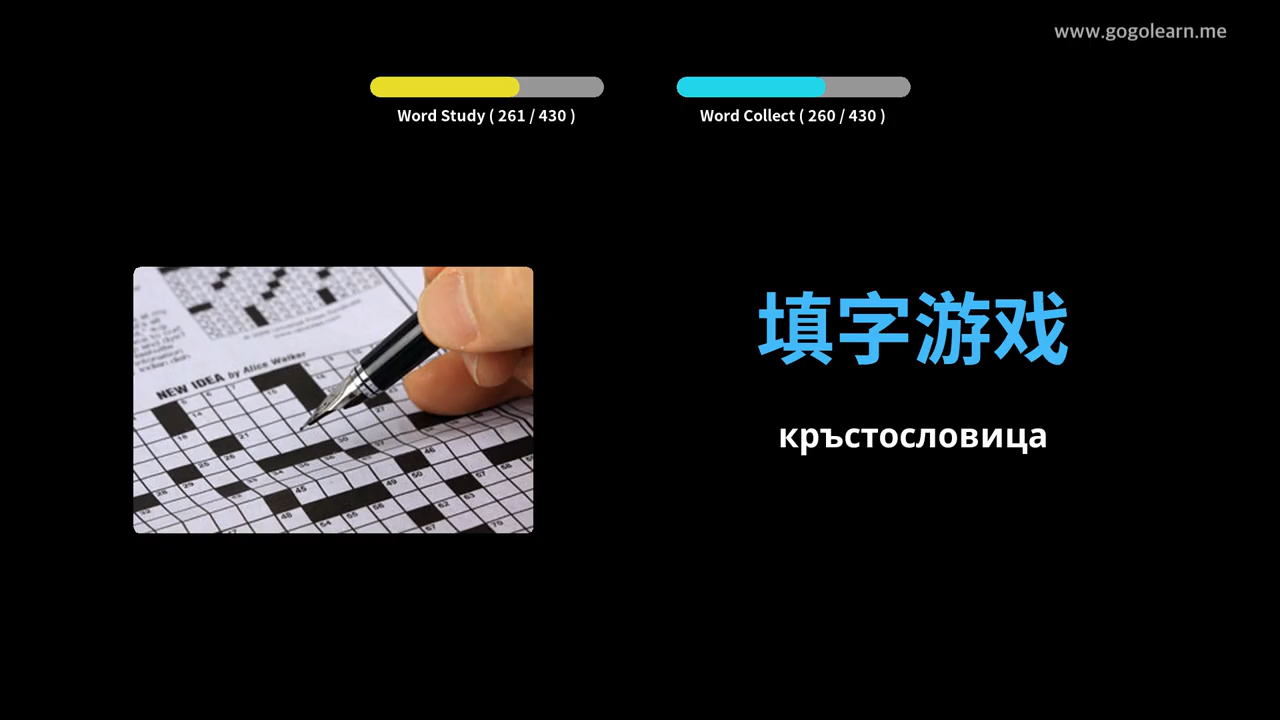 www.gogolearn.me
Word Study ( 261 / 430 )
Word Collect ( 260 / 430 )
NEW IDEA by Alice Walker
填字游戏
кръстословица